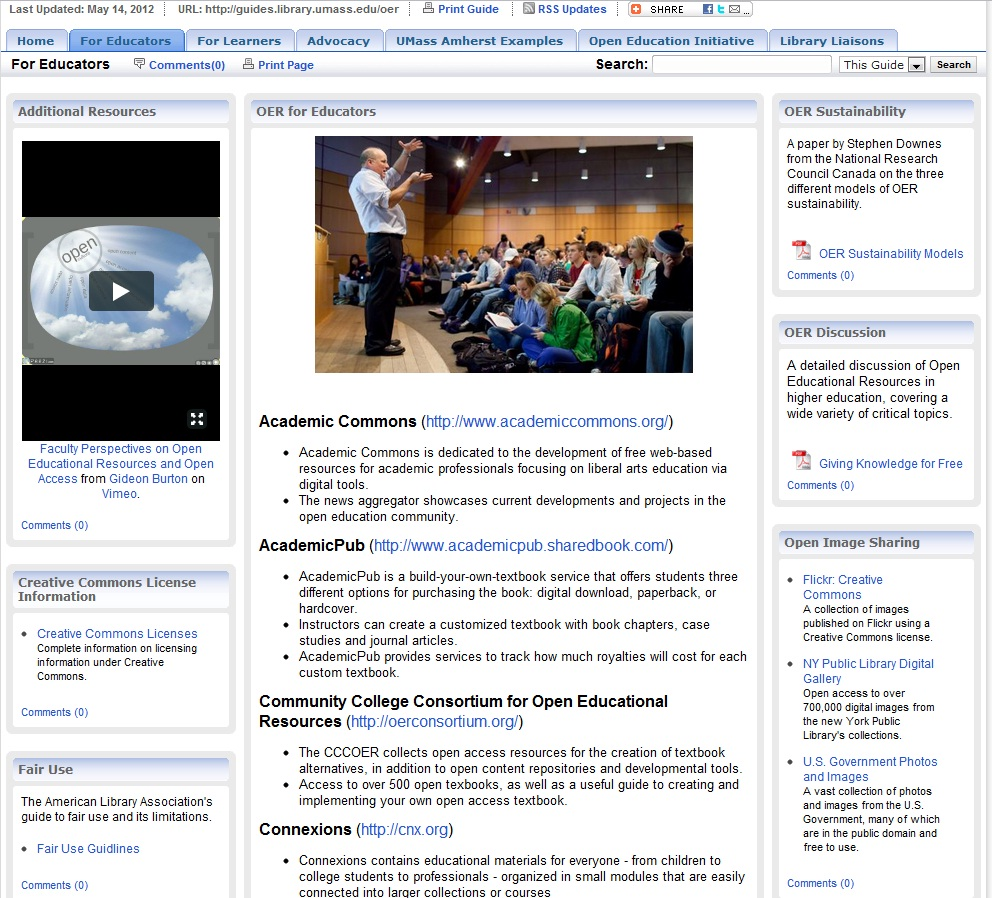 Last Updated: May 14, 2012 URL: http://guides.library.umass.edu/oer Print Guide RSS Updates SHARE ...
Home For Educators For Learners Advocacy UMass Amherst Examples Open Education Initiative Library Liaisons
For Educators Comments(0) Print Page Search: This Guide Search
Additional Resources
open
Faculty Perspectives on Open
Educational Resources and Open
Access from Gideon Burton on
Vimeo.
Comments (0)
Creative Commons License
Information
Creative Commons Licenses
Complete information on licensing
information under Creative
Commons.
Comments (0)
Fair Use
The American Library Association's
guide to fair use and its limitations.
Fair Use Guidlines
Comments (0)
OER for Educators
Academic Commons (http://www.academiccommons.org/)
Academic Commons is dedicated to the development of free web-based
resources for academic professionals focusing on liberal arts education via
digital tools.
The news aggregator showcases current developments and projects in the
open education community.
AcademicPub (http://www.academicpub.sharedbook.com/)
AcademicPub is a build-your-own-textbook service that offers students three
different options for purchasing the book: digital download, paperback, or
hardcover.
Instructors can create a customized textbook with book chapters, case
studies and journal articles.
AcademicPub provides services to track how much royalties will cost for each
custom textbook.
Community College Consortium for Open Educational
Resources (http://oerconsortium.org/)
The CCCOER collects open access resources for the creation of textbook
alternatives, in addition to open content repositories and developmental tools.
Access to over 500 open texbooks, as well as a useful guide to creating and
implementing your own open access textbook.
Connexions (http://cnx.org)
Connexions contains educational materials for everyone - from children to
college students to professionals - organized in small modules that are easily
connected into larger collections or courses
OER Sustainability
A paper by Stephen Downes
from the National Research
Council Canada on the three
different models of OER
sustainability.
OER Sustainability Models
Comments (0)
OER Discussion
A detailed discussion of Open
Educational Resources in
higher education, covering a
wide variety of critical topics.
Giving Knowledge for Free
Comments (0)
Open Image Sharing
Flickr: Creative
Commons
A collection of images
published on Flickr using a
Creative Commons license.
NY Public Library Digital
Gallery
Open access to over
700,000 digital images from
the new York Public
Library's collections.
U.S. Government Photos
and Images
A vast collection of photos
and images from the U.S.
Government, many of which
are in the public domain and
free to use.
Comments (0)